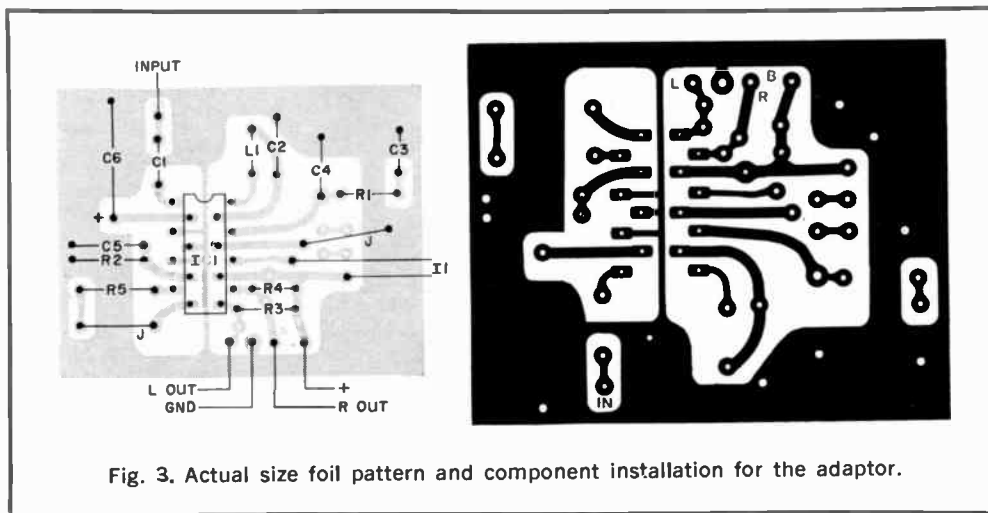 INPUT
C6
C1
L1
C2
C4
C3
R1
+
C5
R2
IC1
J
I1
R5
R4
R3
J
L OUT
GND
+
R OUT
L
R
B
IN
Fig. 3. Actual size foil pattern and component installation for the adaptor.